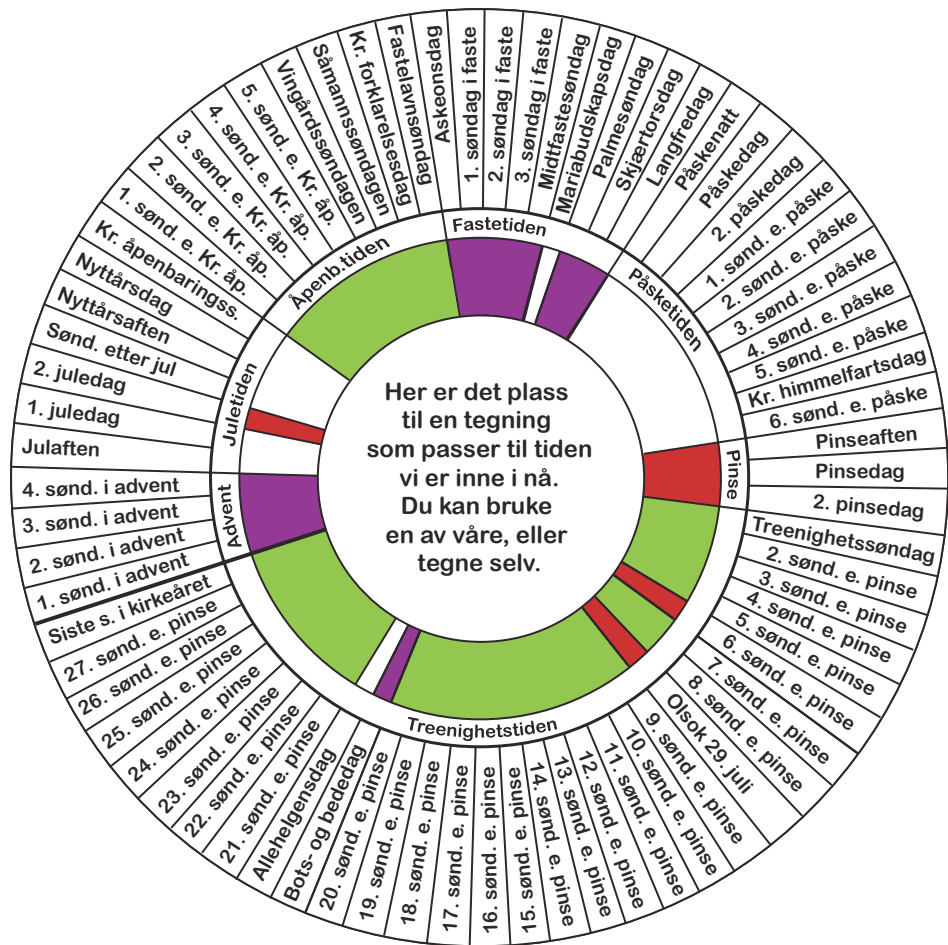 Her er det plass
til en tegning
som passer til tiden
vi er inne i nå.
Du kan bruke
en av våre, eller
tegne selv.
Advent
Juletiden
Åpenb.tiden
Fastetiden
Påsketiden
Pinse
Treenighetstiden
1. sønd. i advent
2. sønd. i advent
3. sønd. i advent
4. sønd. i advent
Julaften
1. juledag
2. juledag
Sønd. etter jul
Nyttårsaften
Nyttårsdag
Kr. åpenbaringss.
1. sønd. e. Kr. åp.
2. sønd. e. Kr. åp.
3. sønd. e. Kr. åp.
4. sønd. e. Kr. åp.
5. sønd. e. Kr. åp.
Vingårdssøndagen
Såmannssøndagen
Kr. forklarelsesdag
Fastelavnsøndag
Askeonsdag
1. søndag i faste
2. søndag i faste
3. søndag i faste
Midtfastesøndag
Mariabudskapsdag
Palmesøndag
Skjærtorsdag
Langfredag
Påskenatt
Påskedag
2. påskedag
1. sønd. e. påske
2. sønd. e. påske
3. sønd. e. påske
4. sønd. e. påske
5. sønd. e. påske
Kr. himmelfartsdag
6. sønd. e. påske
Pinseaften
Pinsedag
2. pinsedag
Treenighetssøndag
2. sønd. e. pinse
3. sønd. e. pinse
4. sønd. e. pinse
5. sønd. e. pinse
6. sønd. e. pinse
7. sønd. e. pinse
8. sønd. e. pinse
Olsok 29. juli
9. sønd. e. pinse
10. sønd. e. pinse
11. sønd. e. pinse
12. sønd. e. pinse
13. sønd. e. pinse
14. sønd. e. pinse
15. sønd. e. pinse
16. sønd. e. pinse
17. sønd. e. pinse
18. sønd. e. pinse
19. sønd. e. pinse
20. sønd. e. pinse
Bots- og bededag
Allehelgensdag
21. sønd. e. pinse
22. sønd. e. pinse
23. sønd. e. pinse
24. sønd. e. pinse
25. sønd. e. pinse
26. sønd. e. pinse
27. sønd. e. pinse
Siste s. i kirkeåret